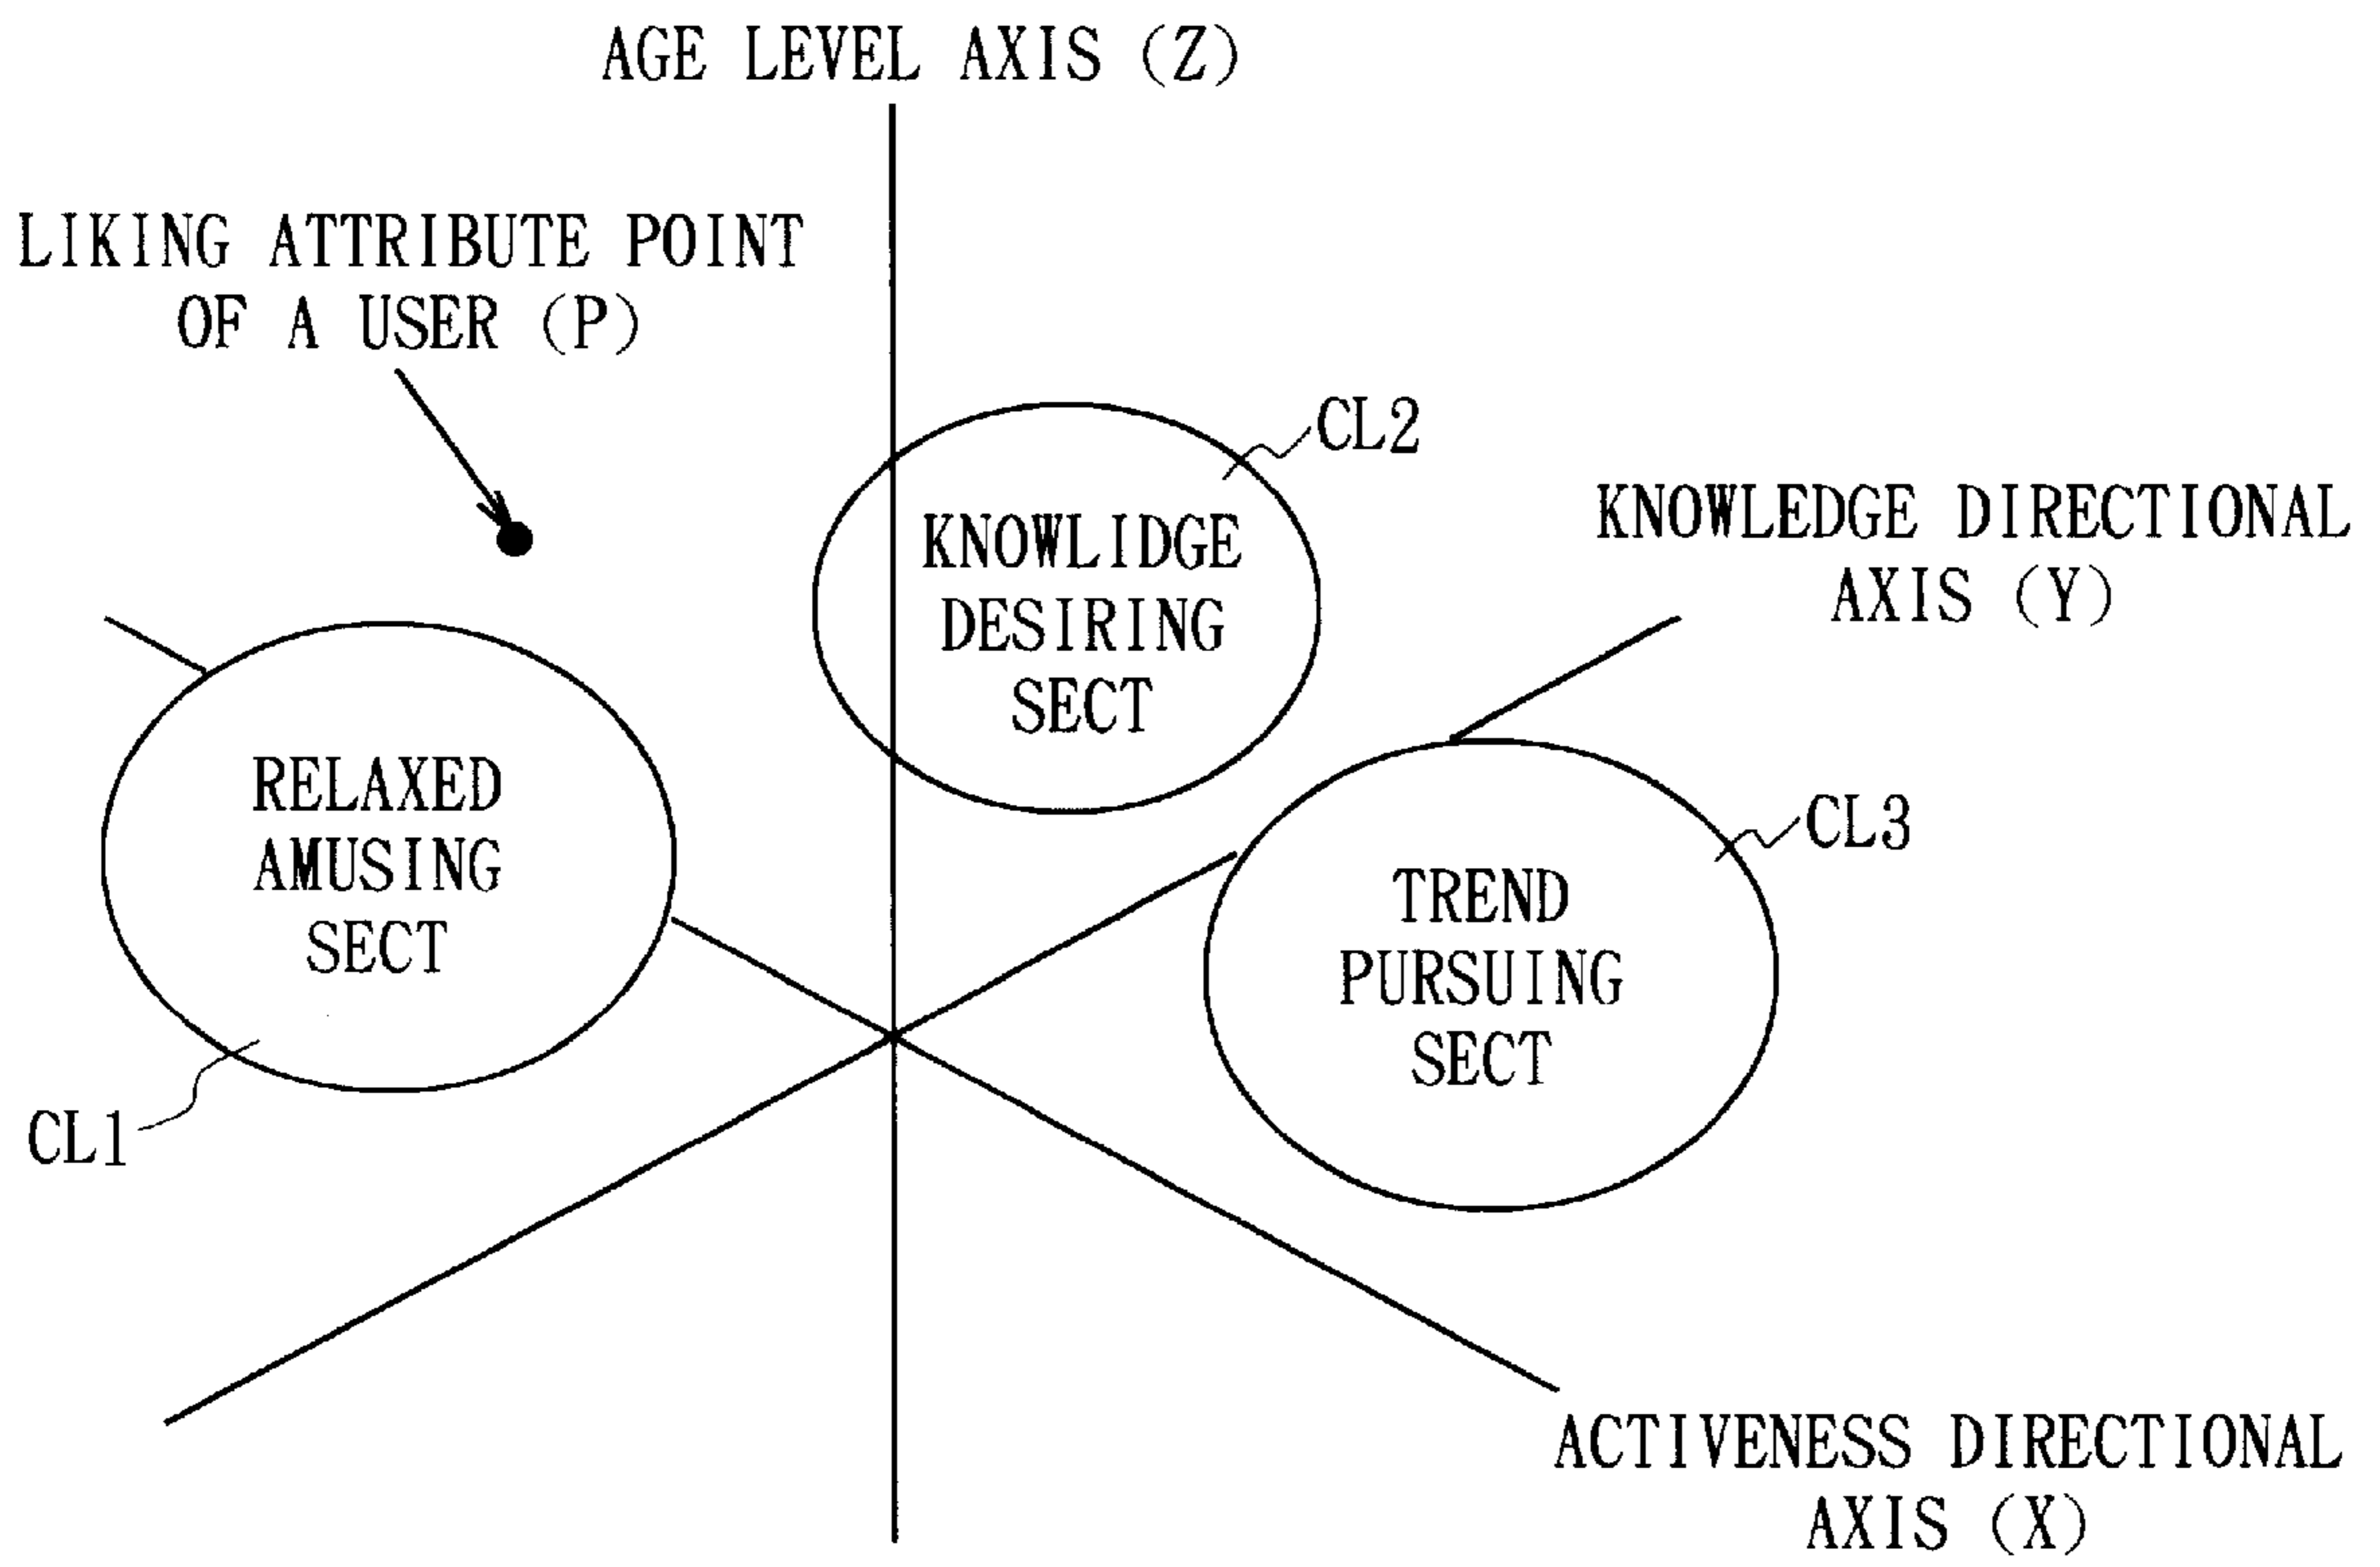 AGE LEVEL AXIS (Z)
LIKING ATTRIBUTE POINT
OF A USER (P)
CL2
KNOWLEDGE DIRECTIONAL
AXIS (Y)
KNOWLIDGE
DESIRING
SECT
RELAXED
AMUSING
SECT
CL3
TREND
PURSUING
SECT
CL1
ACTIVENESS DIRECTIONAL
AXIS (X)